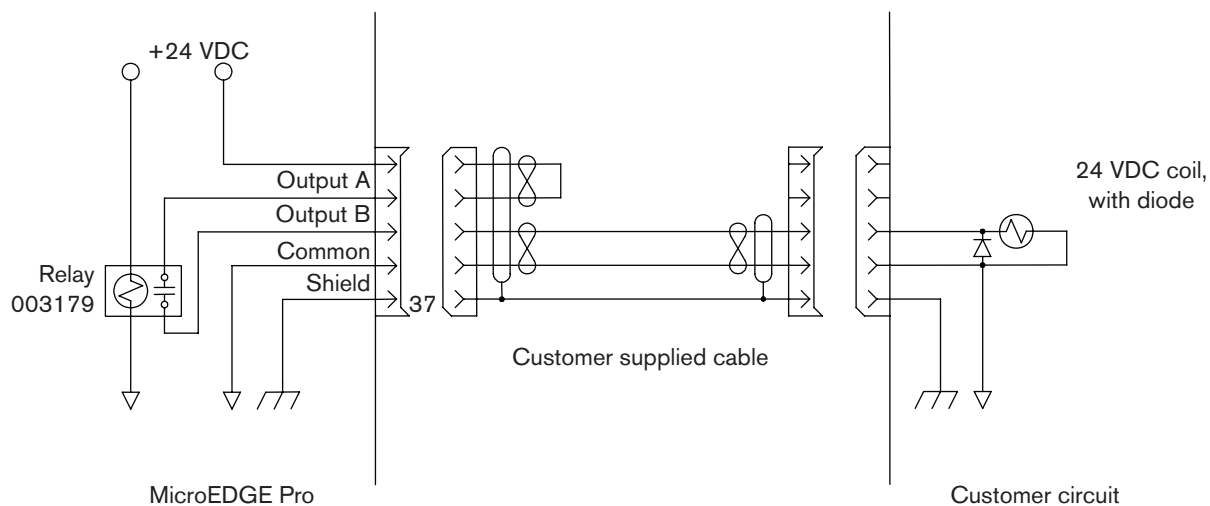 +24 VDC
Output A
Output B
Common
Shield
Relay
003179
37
24 VDC coil,
with diode
Customer supplied cable
MicroEDGE Pro
Customer circuit